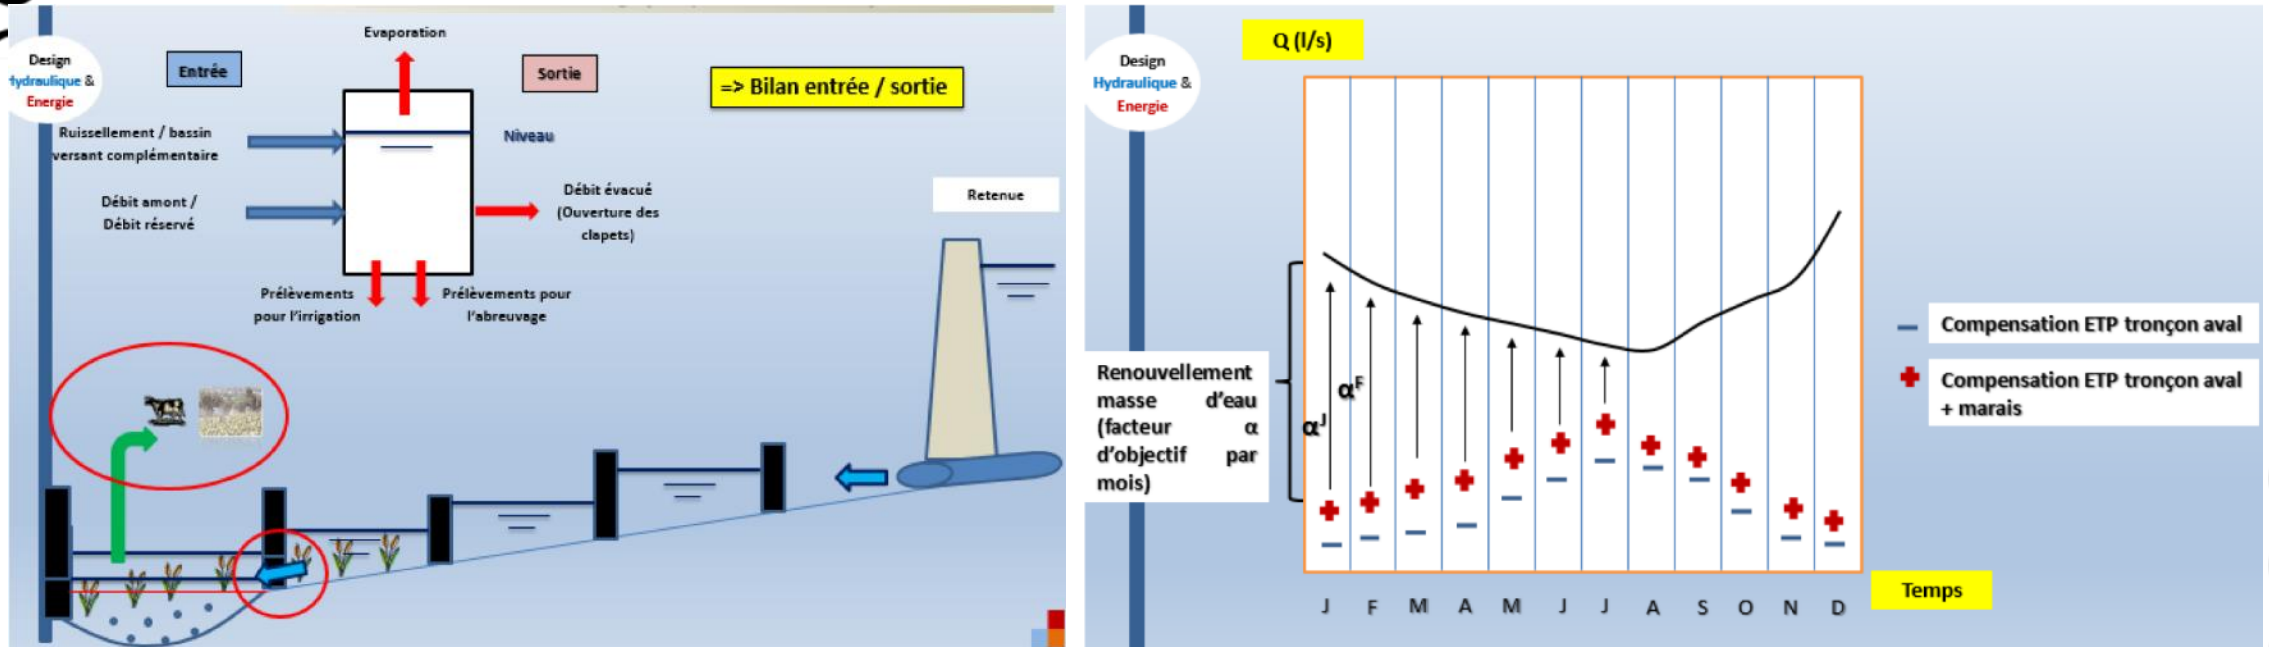 Design
Hydraulique &
Energie
Entrée
Evaporation
Sortie
=> Bilan entrée / sortie
Ruissellement / bassin
versant complémentaire
Niveau
Débit amont /
Débit réservé
Débit évacué
(Ouverture des
clapets)
Retenue
Prélèvements
pour l'irrigation
Prélèvements pour
l'abreuvage
Design
Hydraulique &
Energie
Q (l/s)
Renouvellement
masse d'eau
(facteur α
d'objectif par
mois)
αJ
αF
Compensation ETP tronçon aval
Compensation ETP tronçon aval
+ marais
Temps
J F M A M J J A S O N D